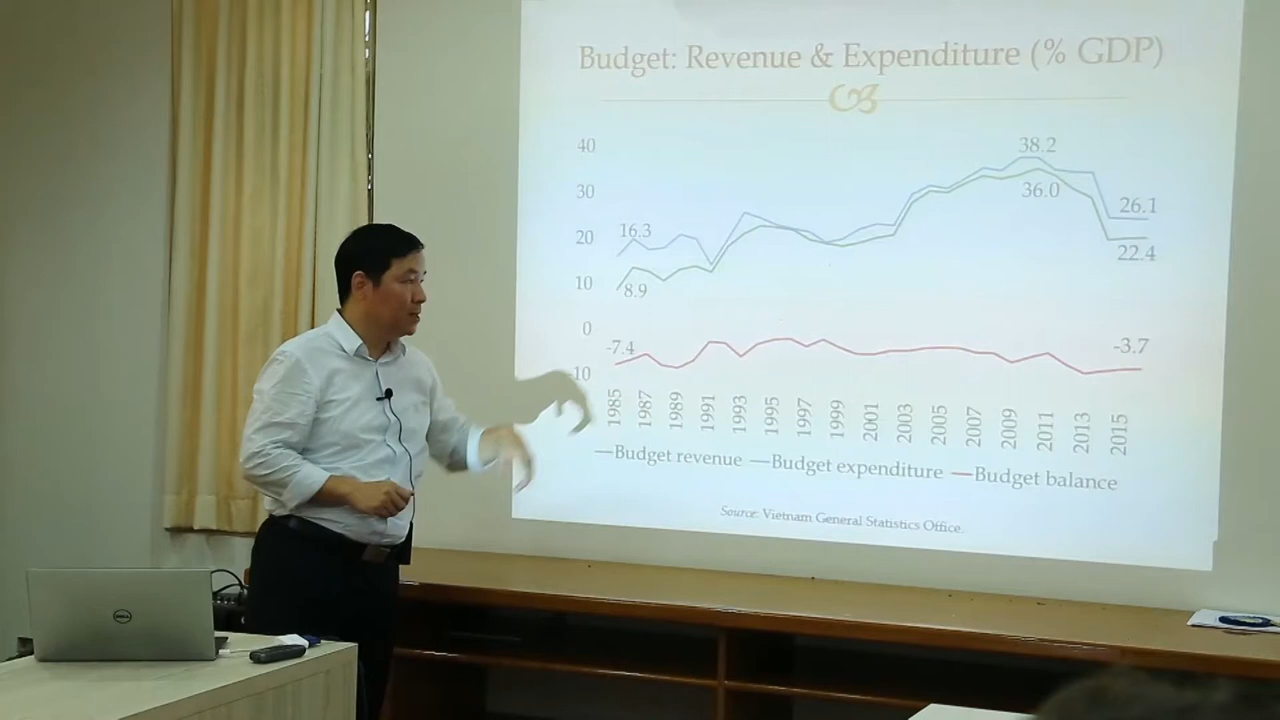 Budget: Revenue & Expenditure (% GDP)
40
30
20
10
0
-10
38.2
36.0
26.1
22.4
16.3
8.9
-7.4
-3.7
1985 1987 1989 1991 1993 1995 1997 1999 2001 2003 2005 2007 2009 2011 2013 2015
—Budget revenue —Budget expenditure —Budget balance
Source: Vietnam General Statistics Office.
DELL